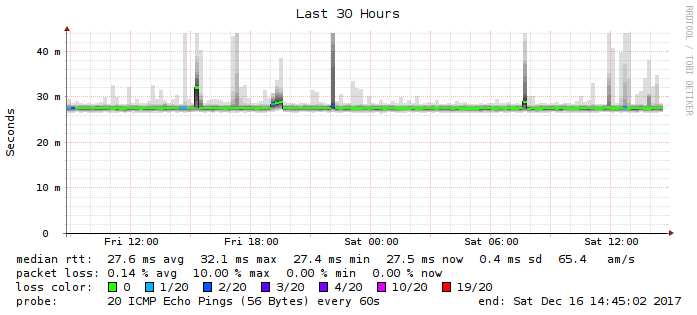 Last 30 Hours
RRDTOOL / TOBI OETIKER
Seconds
40 m
30 m
20 m
10 m
0
Fri 12:00 Fri 18:00 Sat 00:00 Sat 06:00 Sat 12:00
median rtt: 27.6 ms avg 32.1 ms max 27.4 ms min 27.5 ms now 0.4 ms sd 65.4 am/s
packet loss: 0.14 % avg 10.00 % max 0.00 % min 0.00 % now
loss color: 0 1/20 2/20 3/20 4/20 10/20 19/20
probe: 20 ICMP Echo Pings (56 Bytes) every 60s end: Sat Dec 16 14:45:02 2017